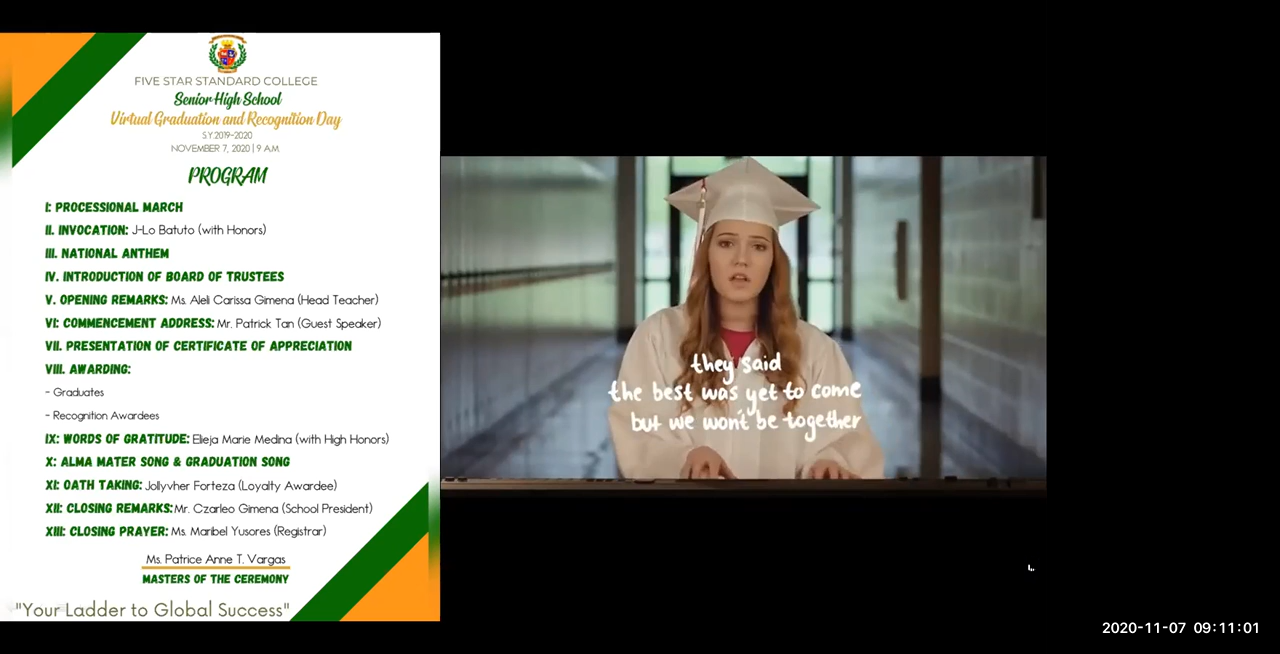 FIVE STAR STANDARD COLLEGE
Senior High School
Virtual Graduation and Recognition Day
S.Y 2019-2020
NOVEMBER 7, 2020 | 9 A.M
PROGRAM
I: PROCESSIONAL MARCH
II. INVOCATION: J-Lo Batuto (with Honors)
III. NATIONAL ANTHEM
IV. INTRODUCTION OF BOARD OF TRUSTEES
V. OPENING REMARKS: Ms. Aleli Carissa Gimena (Head Teacher)
VI: COMMENCEMENT ADDRESS: Mr. Patrick Tan (Guest Speaker)
VII. PRESENTATION OF CERTIFICATE OF APPRECIATION
VIII. AWARDING:
- Graduates
- Recognition Awardees
IX: WORDS OF GRATITUDE: Elieja Marie Medina (with High Honors)
X: ALMA MATER SONG & GRADUATION SONG
XI: OATH TAKING: Jollyvher Forteza (Loyalty Awardee)
XII: CLOSING REMARKS: Mr. Czarleo Gimena (School President)
XIII: CLOSING PRAYER: Ms. Maribel Yusores (Registrar)
Ms. Patrice Anne T. Vargas
MASTERS OF THE CEREMONY
"Your Ladder to Global Success"
they said
the best was yet to come
but we won't be together
2020-11-07 09:11:01